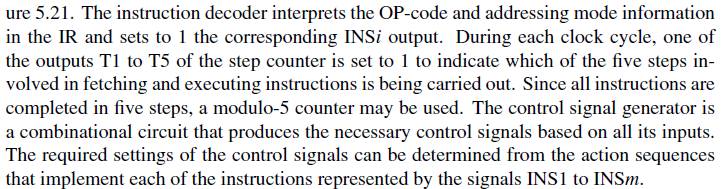 ure 5.21. The instruction decoder interprets the OP-code and addressing mode information
in the IR and sets to 1 the corresponding INSi output. During each clock cycle, one of
the outputs T1 to T5 of the step counter is set to 1 to indicate which of the five steps in-
volved in fetching and executing instructions is being carried out. Since all instructions are
completed in five steps, a modulo-5 counter may be used. The control signal generator is
a combinational circuit that produces the necessary control signals based on all its inputs.
The required settings of the control signals can be determined from the action sequences
that implement each of the instructions represented by the signals INS1 to INSm.